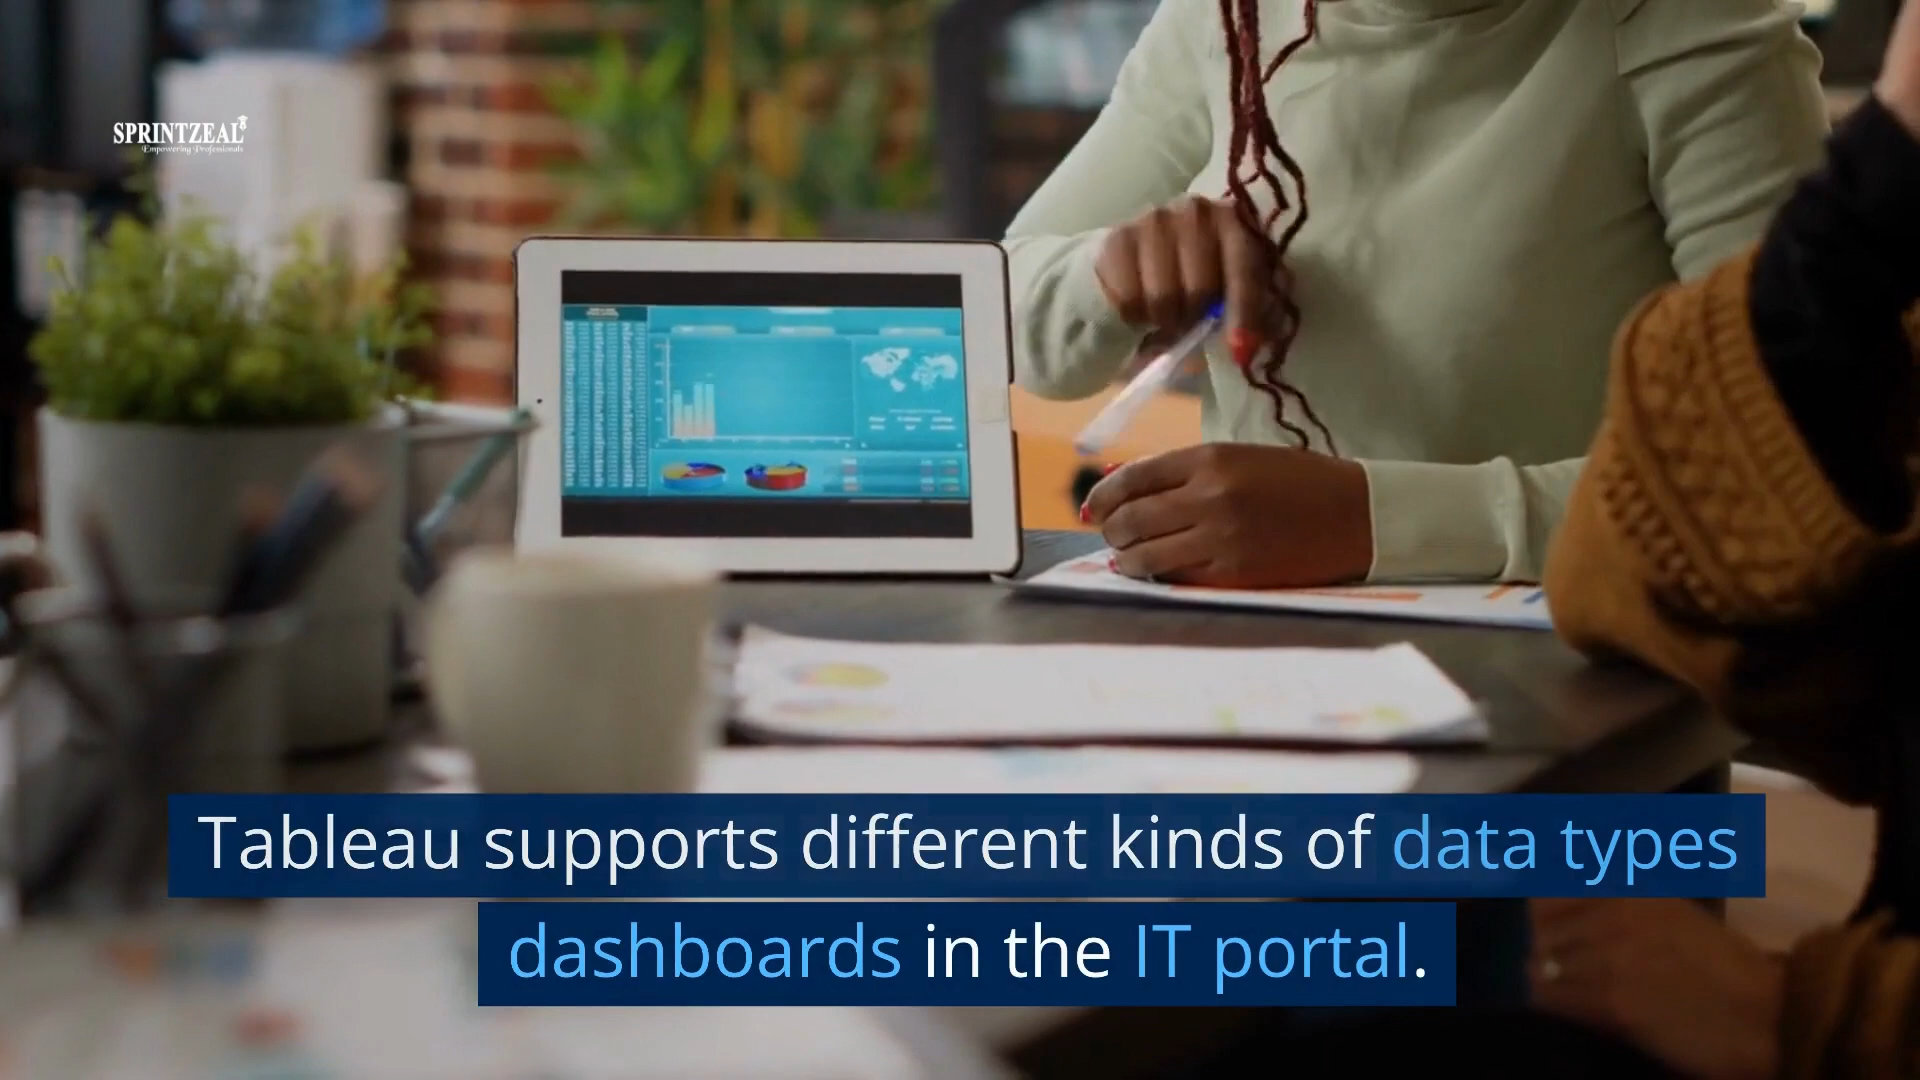 SPRINTZEAL
Empowering Professionals
Tableau supports different kinds of data types
dashboards in the IT portal.